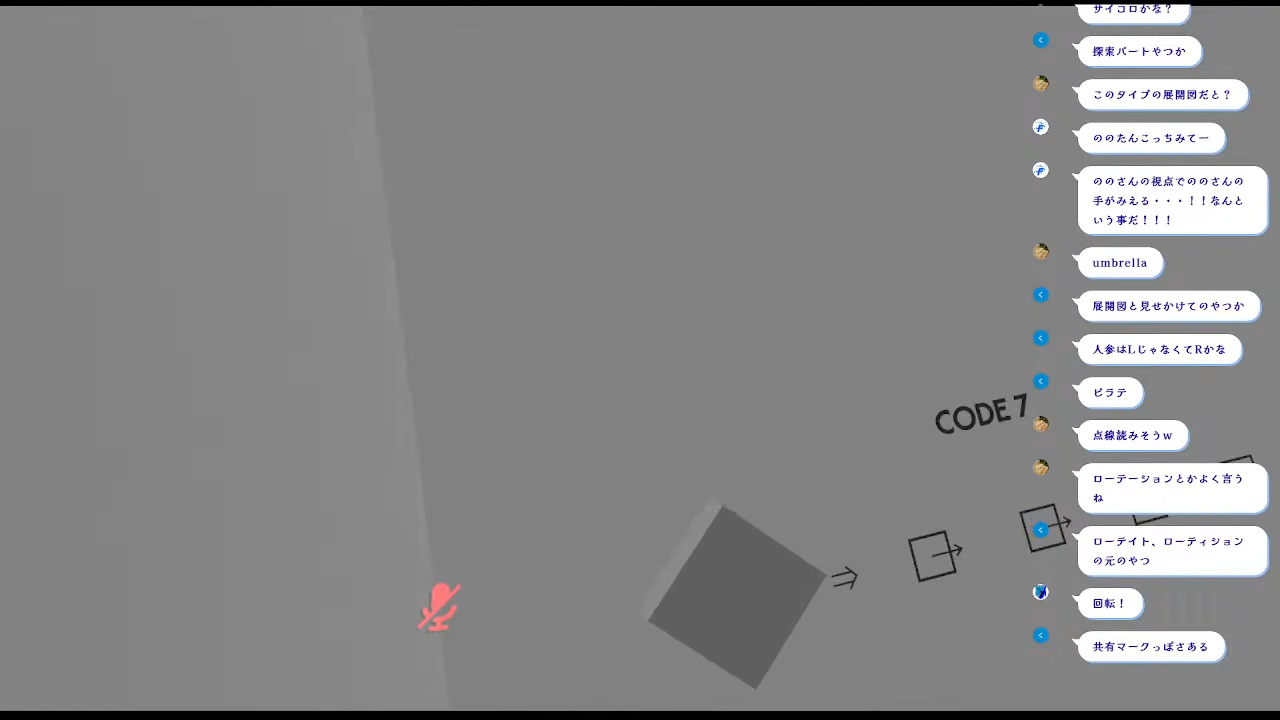 サイコロかな？
探索パートやつか
このタイプの展開図だと？
ののたんこっちみてー
ののさんの視点でののさんの
手がみえる・・・！！なんと
いう事だ！！！
umbrella
展開図と見せかけてのやつか
人参はLじゃなくてRかな
ピラテ
CODE 7
点線読みそうw
ローテーションとかよく言う
ね
ローテイト、ローティション
の元のやつ
回転！
共有マークっぽさある